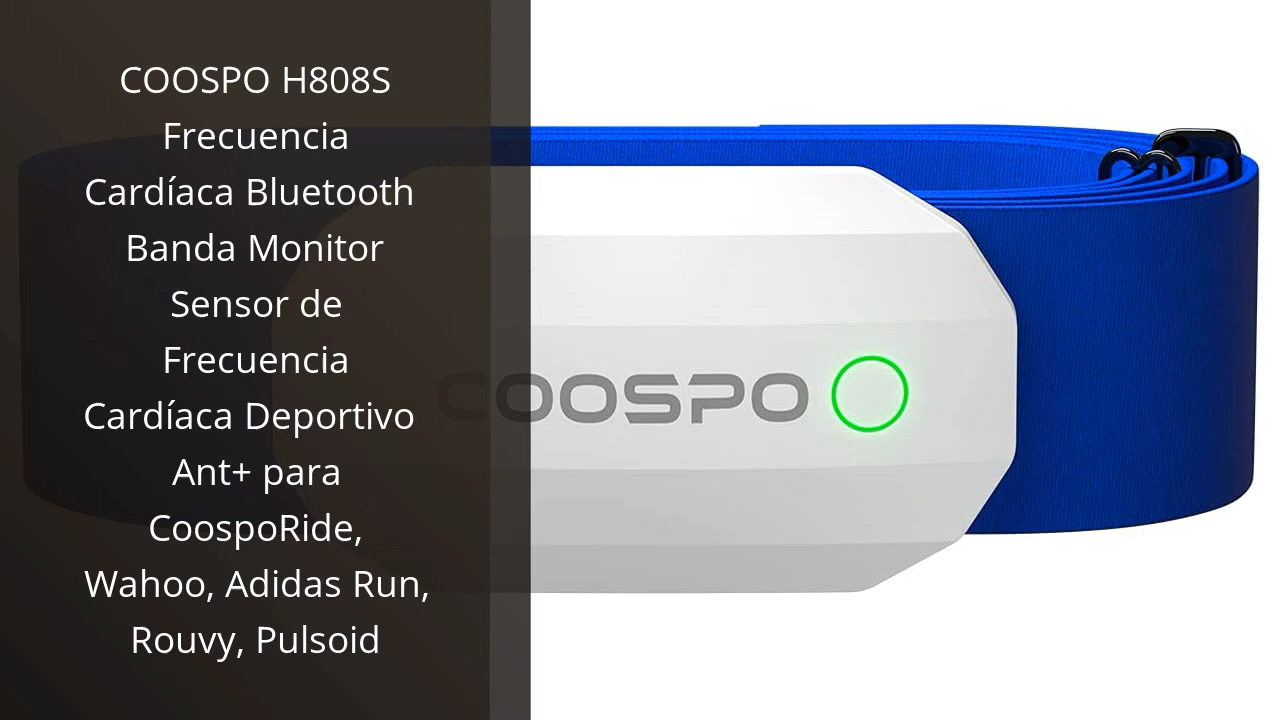 COOSPO H808S
Frecuencia
Cardíaca Bluetooth
Banda Monitor
Sensor de
Frecuencia
Cardíaca Deportivo
Ant+ para
CoospoRide,
Wahoo, Adidas Run,
Rouvy, Pulsoid
COOSPO